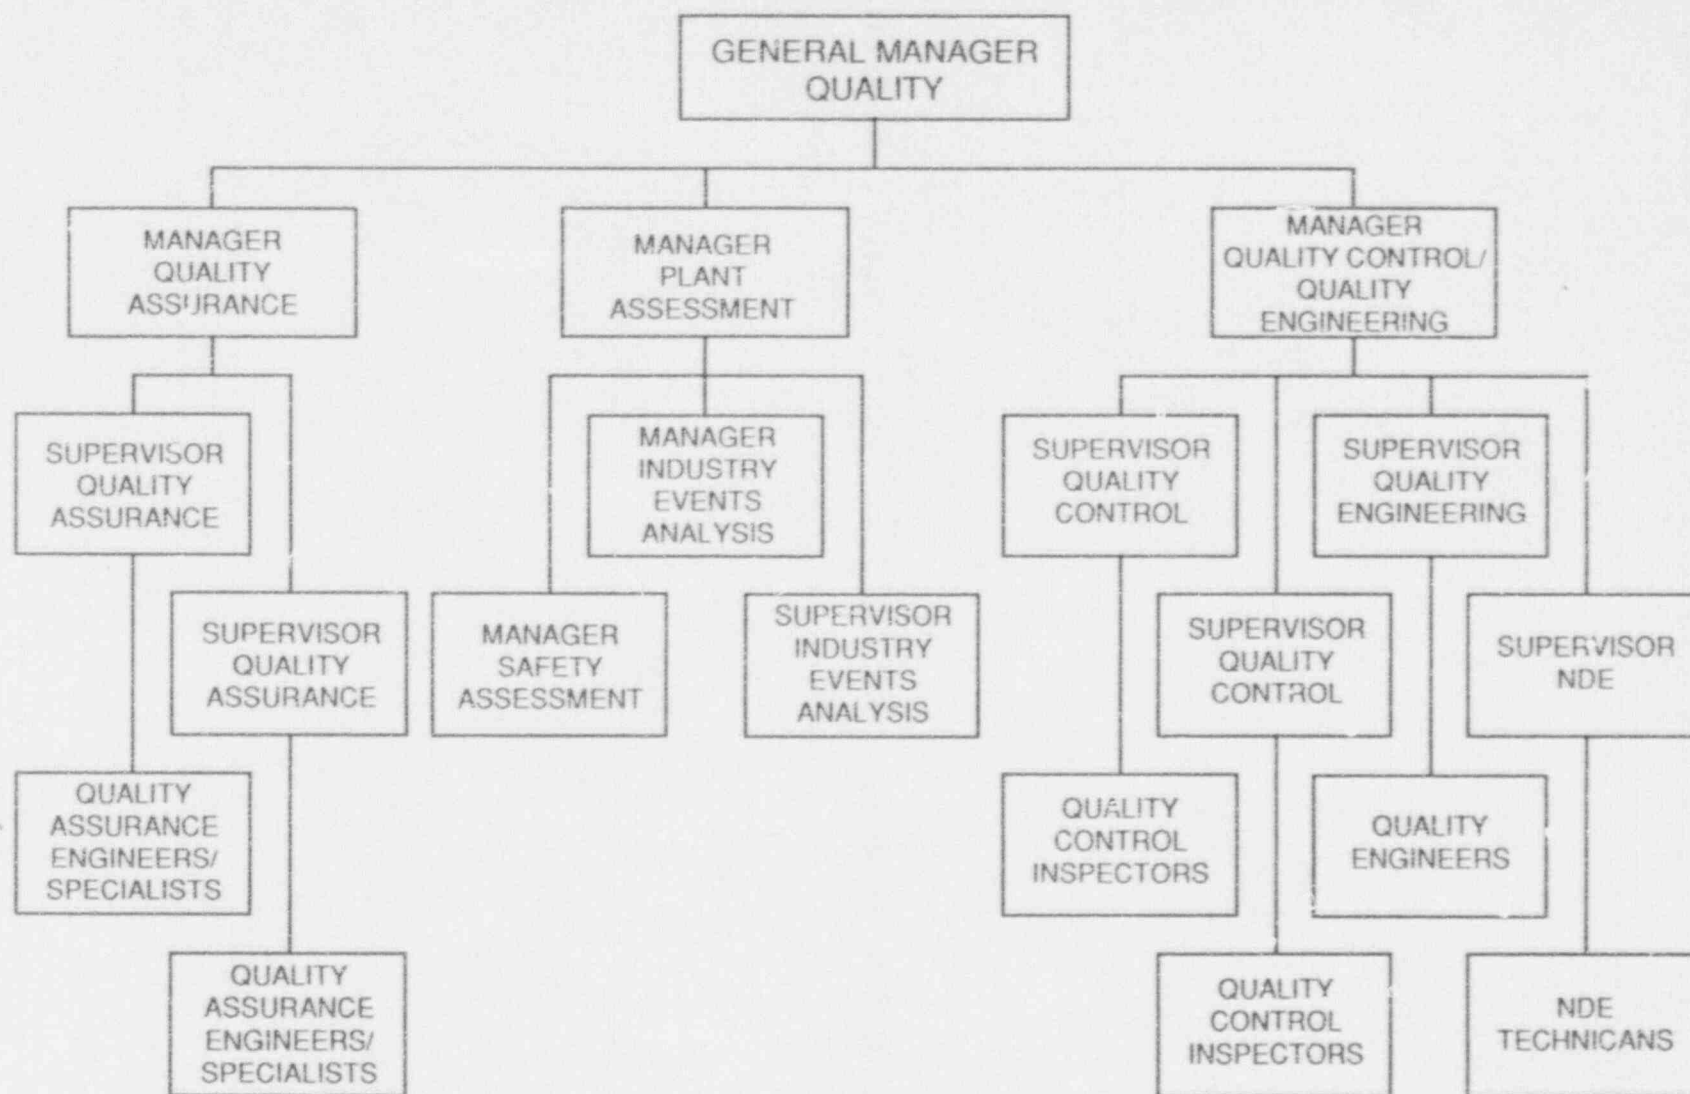 GENERAL MANAGER
QUALITY
MANAGER
QUALITY
ASSURANCE
MANAGER
PLANT
ASSESSMENT
MANAGER
QUALITY CONTROL/
QUALITY
ENGINEERING
SUPERVISOR
QUALITY
ASSURANCE
MANAGER
INDUSTRY
EVENTS
ANALYSIS
SUPERVISOR
QUALITY
CONTROL
SUPERVISOR
QUALITY
ENGINEERING
SUPERVISOR
QUALITY
ASSURANCE
MANAGER
SAFETY
ASSESSMENT
SUPERVISOR
INDUSTRY
EVENTS
ANALYSIS
SUPERVISOR
QUALITY
CONTROL
SUPERVISOR
NDE
QUALITY
ASSURANCE
ENGINEERS/
SPECIALISTS
QUALITY
CONTROL
INSPECTORS
QUALITY
ENGINEERS
QUALITY
ASSURANCE
ENGINEERS/
SPECIALISTS
QUALITY
CONTROL
INSPECTORS
NDE
TECHNICANS